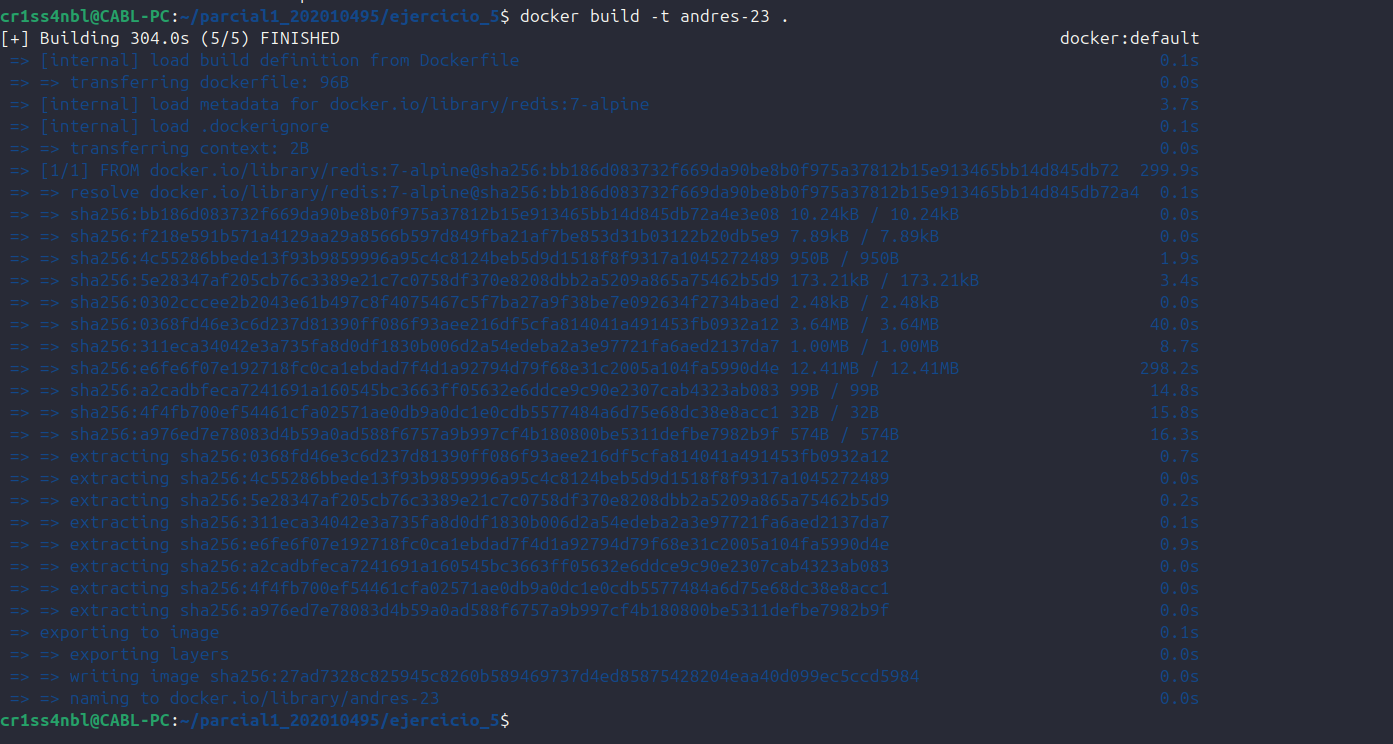 cr1ss4nbl@CABL-PC:~/parcial1_202010495/ejercicio_5$ docker build -t andres-23 .
[+] Building 304.0s (5/5) FINISHED docker:default
=> [internal] load build definition from Dockerfile 0.1s
=> => transferring dockerfile: 96B 0.0s
=> [internal] load metadata for docker.io/library/redis:7-alpine 3.7s
=> [internal] load .dockerignore 0.1s
=> => transferring context: 2B 0.0s
=> [1/1] FROM docker.io/library/redis:7-alpine@sha256:bb186d083732f669da90be8b0f975a37812b15e913465bb14d845db72 299.9s
=> => resolve docker.io/library/redis:7-alpine@sha256:bb186d083732f669da90be8b0f975a37812b15e913465bb14d845db72a4 0.1s
=> => sha256:bb186d083732f669da90be8b0f975a37812b15e913465bb14d845db72a4e3e08 10.24kB / 10.24kB 0.0s
=> => sha256:f218e591b571a4129aa29a8566b597d849fba21af7be853d31b03122b20db5e9 7.89kB / 7.89kB 0.0s
=> => sha256:4c55286bbede13f93b9859996a95c4c8124beb5d9d1518f8f9317a1045272489 950B / 950B 1.9s
=> => sha256:5e28347af205cb76c3389e21c7c0758df370e8208dbb2a5209a865a75462b5d9 173.21kB / 173.21kB 3.4s
=> => sha256:0302cccee2b2043e61b497c8f4075467c5f7ba27a9f38be7e092634f2734baed 2.48kB / 2.48kB 0.0s
=> => sha256:0368fd46e3c6d237d81390ff086f93aee216df5cfa814041a491453fb0932a12 3.64MB / 3.64MB 40.0s
=> => sha256:311eca34042e3a735fa8d0df1830b006d2a54edeba2a3e97721fa6aed2137da7 1.00MB / 1.00MB 8.7s
=> => sha256:e6fe6f07e192718fc0ca1ebdad7f4d1a92794d79f68e31c2005a104fa5990d4e 12.41MB / 12.41MB 298.2s
=> => sha256:a2cadbfeca7241691a160545bc3663ff05632e6ddce9c90e2307cab4323ab083 99B / 99B 14.8s
=> => sha256:4f4fb700ef54461cfa02571ae0db9a0dc1e0cdb5577484a6d75e68dc38e8acc1 32B / 32B 15.8s
=> => sha256:a976ed7e78083d4b59a0ad588f6757a9b997cf4b180800be5311defbe7982b9f 574B / 574B 16.3s
=> => extracting sha256:0368fd46e3c6d237d81390ff086f93aee216df5cfa814041a491453fb0932a12 0.7s
=> => extracting sha256:4c55286bbede13f93b9859996a95c4c8124beb5d9d1518f8f9317a1045272489 0.0s
=> => extracting sha256:5e28347af205cb76c3389e21c7c0758df370e8208dbb2a5209a865a75462b5d9 0.2s
=> => extracting sha256:311eca34042e3a735fa8d0df1830b006d2a54edeba2a3e97721fa6aed2137da7 0.1s
=> => extracting sha256:e6fe6f07e192718fc0ca1ebdad7f4d1a92794d79f68e31c2005a104fa5990d4e 0.9s
=> => extracting sha256:a2cadbfeca7241691a160545bc3663ff05632e6ddce9c90e2307cab4323ab083 0.0s
=> => extracting sha256:4f4fb700ef54461cfa02571ae0db9a0dc1e0cdb5577484a6d75e68dc38e8acc1 0.0s
=> => extracting sha256:a976ed7e78083d4b59a0ad588f6757a9b997cf4b180800be5311defbe7982b9f 0.0s
=> exporting to image 0.1s
=> => exporting layers 0.0s
=> => writing image sha256:27ad7328c825945c8260b589469737d4ed85875428204eaa40d099ec5ccd5984 0.0s
=> => naming to docker.io/library/andres-23 0.0s
cr1ss4nbl@CABL-PC:~/parcial1_202010495/ejercicio_5$